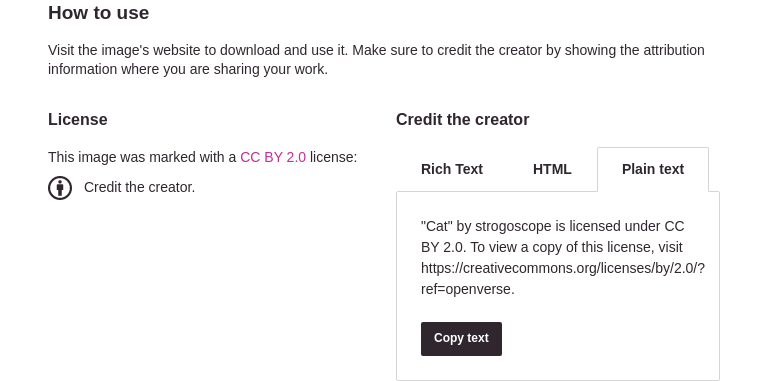 How to use
Visit the image's website to download and use it. Make sure to credit the creator by showing the attribution
information where you are sharing your work.
License
This image was marked with a CC BY 2.0 license:
Credit the creator.
Credit the creator
Rich Text
HTML
Plain text
"Cat" by strogoscope is licensed under CC
BY 2.0. To view a copy of this license, visit
https://creativecommons.org/licenses/by/2.0/?
ref=openverse.
Copy text